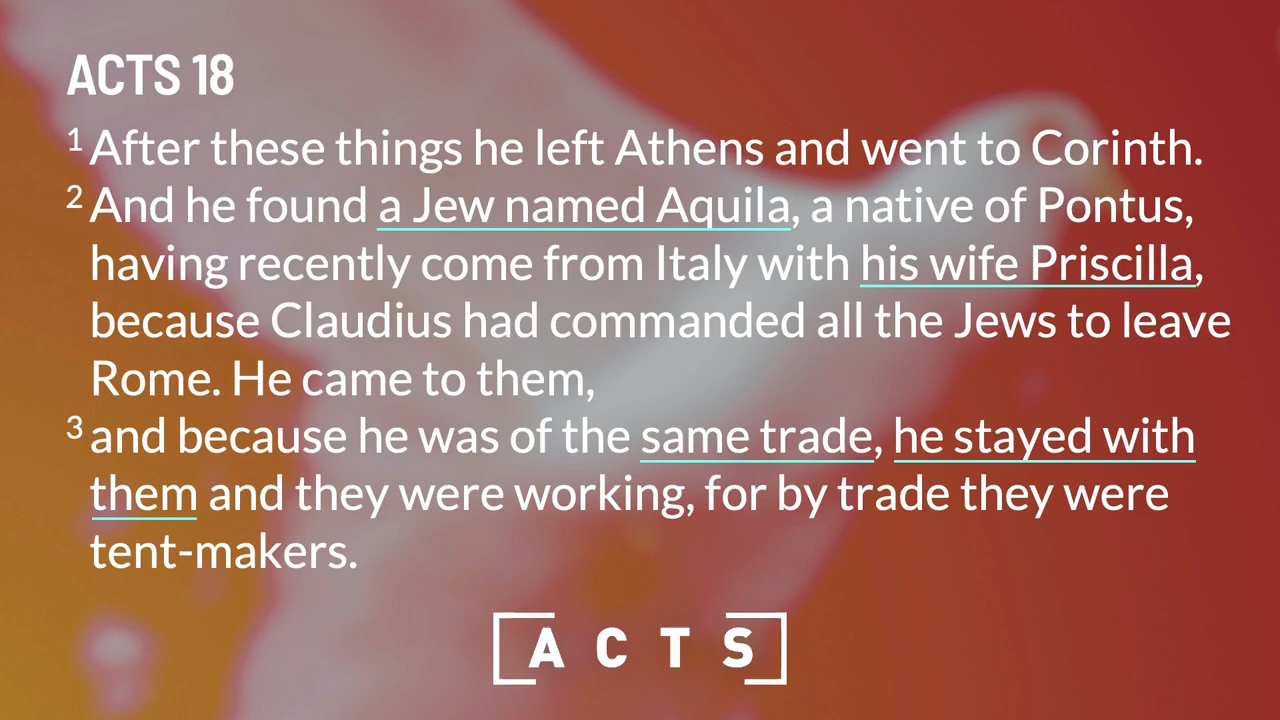 ACTS 18
1 After these things he left Athens and went to Corinth.
2 And he found a Jew named Aquila, a native of Pontus,
having recently come from Italy with his wife Priscilla,
because Claudius had commanded all the Jews to leave
Rome. He came to them,
3 and because he was of the same trade, he stayed with
them and they were working, for by trade they were
tent-makers.
ACTS